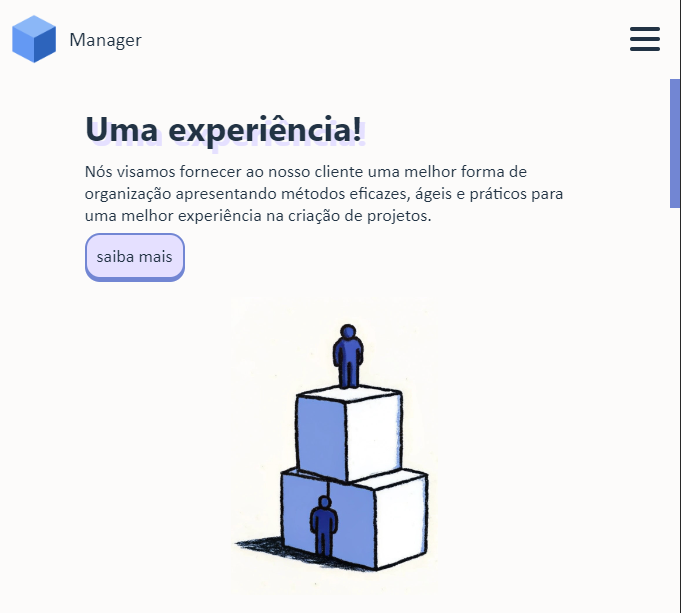 Manager
Uma experiência!
Nós visamos fornecer ao nosso cliente uma melhor forma de
organização apresentando métodos eficazes, ágeis e práticos para
uma melhor experiência na criação de projetos.
saiba mais